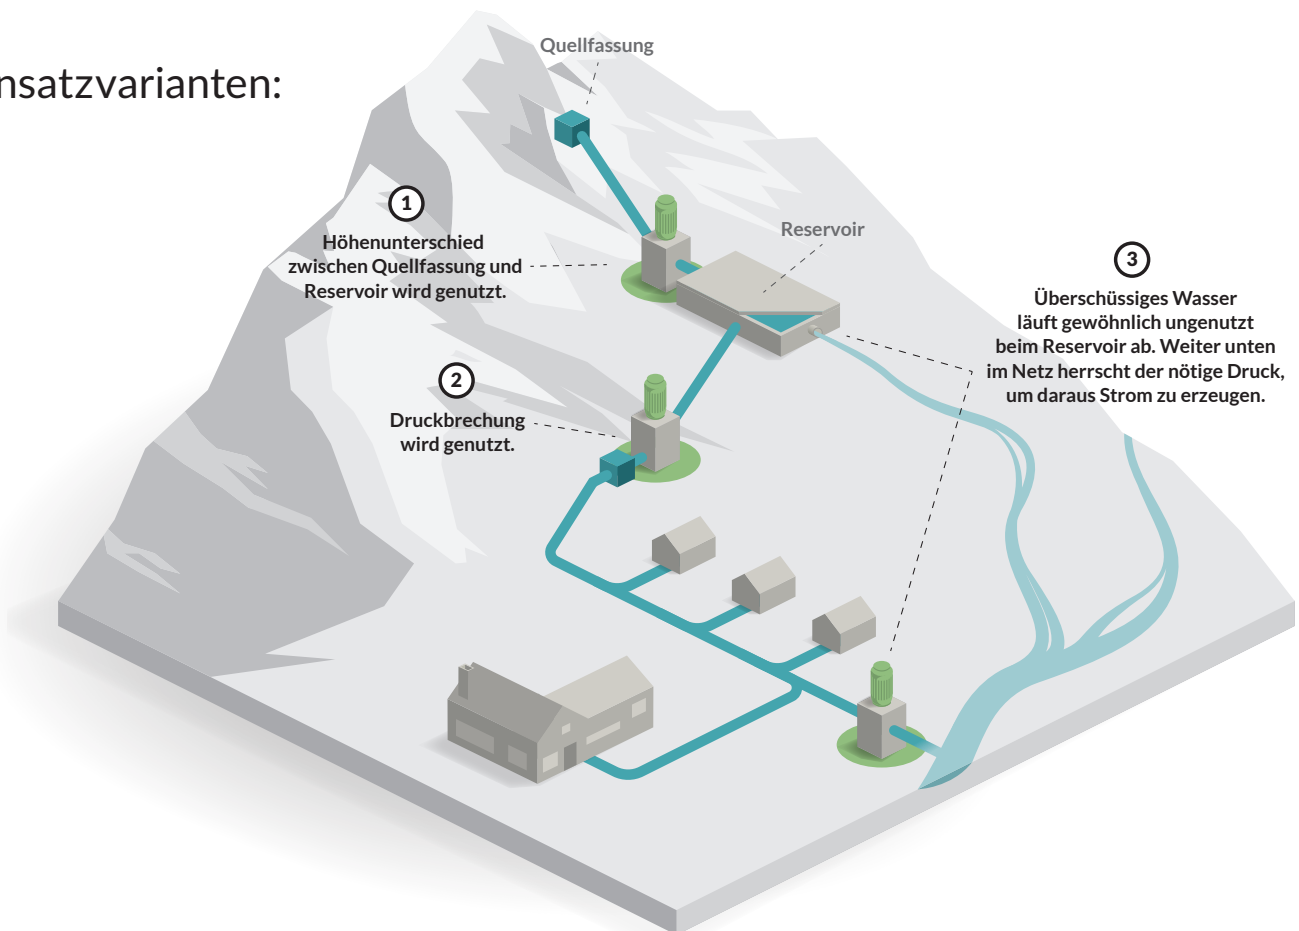 nsatzvarianten:
Quellfassung
1
Höhenunterschied
zwischen Quellfassung und
Reservoir wird genutzt.
Reservoir
3
Überschüssiges Wasser
läuft gewöhnlich ungenutzt
beim Reservoir ab. Weiter unten
im Netz herrscht der nötige Druck,
um daraus Strom zu erzeugen.
2
Druckbrechung
wird genutzt.